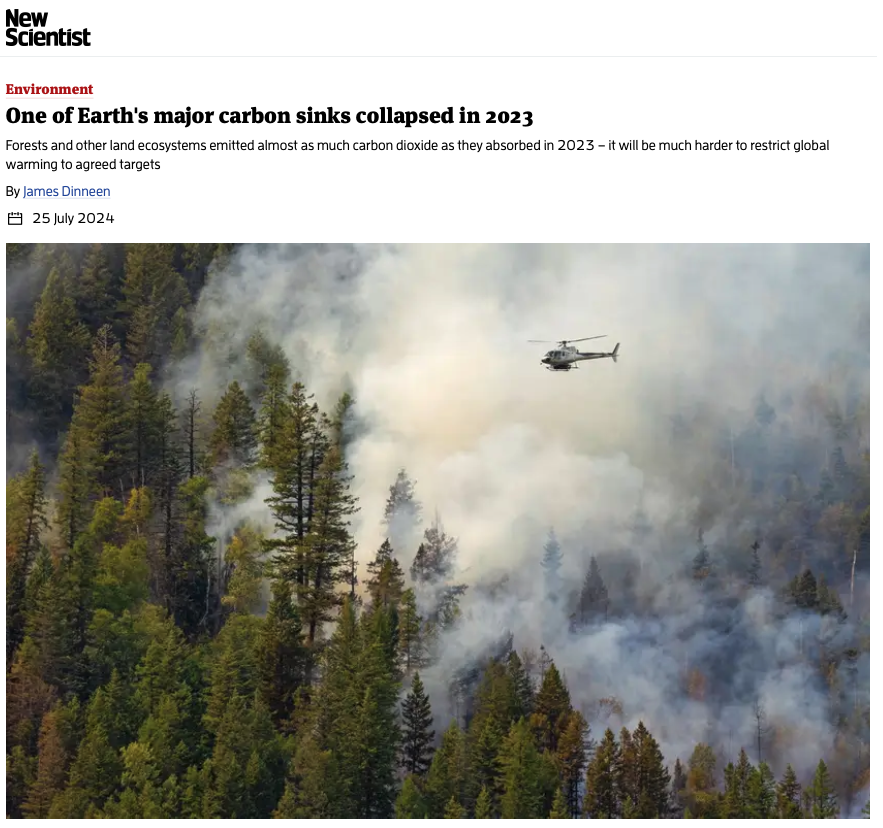 New
Scientist
Environment
One of Earth's major carbon sinks collapsed in 2023
Forests and other land ecosystems emitted almost as much carbon dioxide as they absorbed in 2023 – it will be much harder to restrict global
warming to agreed targets
By James Dinneen
25 July 2024